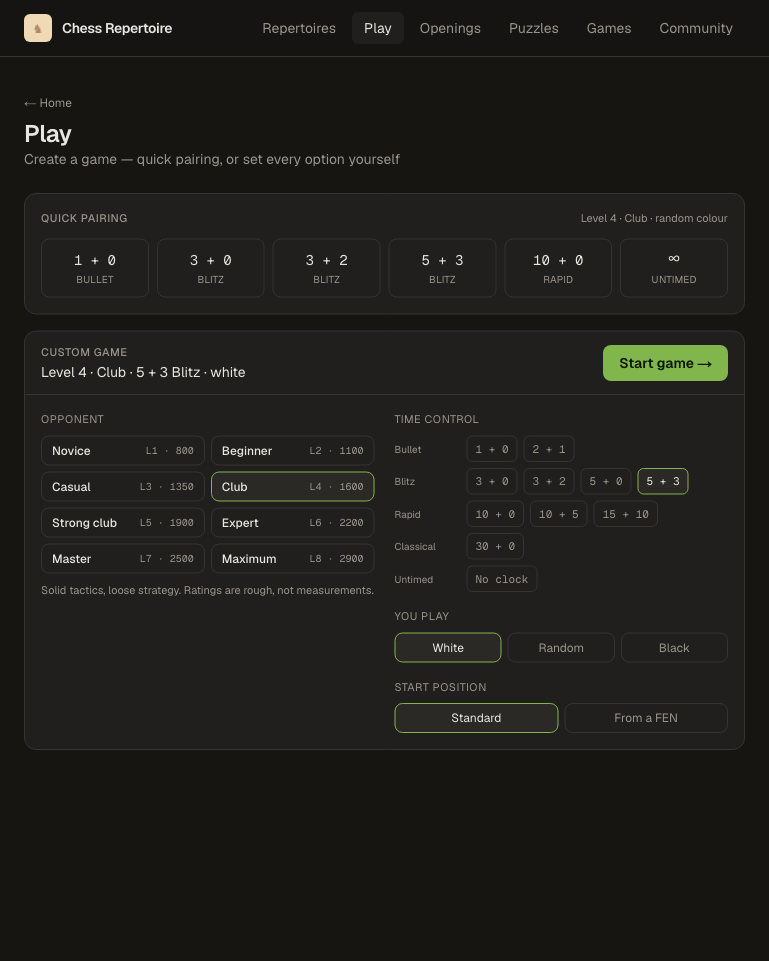 Chess Repertoire Repertoires Play Openings Puzzles Games Community
← Home
Play
Create a game — quick pairing, or set every option yourself
QUICK PAIRING Level 4 · Club · random colour
1 + 0 3 + 0 3 + 2 5 + 3 10 + 0 ∞
BULLET BLITZ BLITZ BLITZ RAPID UNTIMED
CUSTOM GAME
Level 4 · Club · 5 + 3 Blitz · white
Start game →
OPPONENT
Novice L1 · 800 Beginner L2 · 1100
Casual L3 · 1350 Club L4 · 1600
Strong club L5 · 1900 Expert L6 · 2200
Master L7 · 2500 Maximum L8 · 2900
Solid tactics, loose strategy. Ratings are rough, not measurements.
TIME CONTROL
Bullet 1 + 0 2 + 1
Blitz 3 + 0 3 + 2 5 + 0 5 + 3
Rapid 10 + 0 10 + 5 15 + 10
Classical 30 + 0
Untimed No clock
YOU PLAY
White Random Black
START POSITION
Standard From a FEN